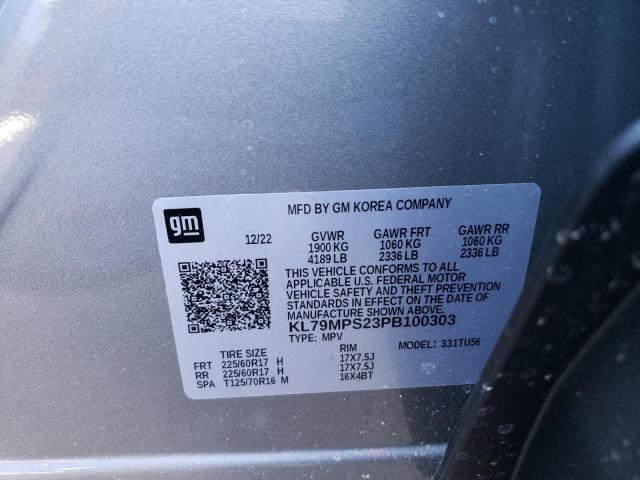 gm
MFD BY GM KOREA COMPANY
12/22 GVWR GAWR FRT GAWR RR
1900 KG 1060 KG 1060 KG
4189 LB 2336 LB 2336 LB
THIS VEHICLE CONFORMS TO ALL
APPLICABLE U.S. FEDERAL MOTOR
VEHICLE SAFETY AND THEFT PREVENTION
STANDARDS IN EFFECT ON THE DATE OF
MANUFACTURE SHOWN ABOVE.
KL79MPS23PB100303
TYPE: MPV MODEL: 331TU56
TIRE SIZE RIM
FRT 225/60R17 H 17X7.5J
RR 225/60R17 H 17X7.5J
SPA T125/70R16 M 16X4BT